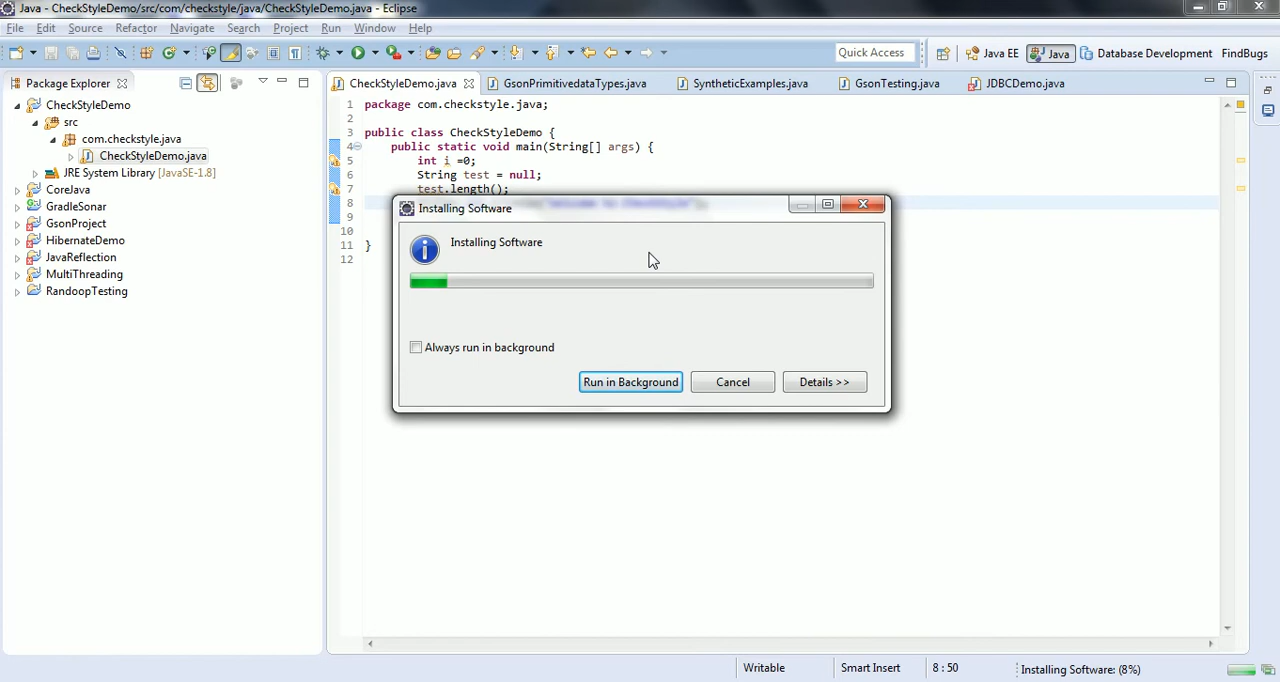 Java - CheckStyleDemo/src/com/checkstyle/java/CheckStyleDemo.java - Eclipse
File Edit Source Refactor Navigate Search Project Run Window Help
Quick Access Java EE Java Database Development FindBugs
Package Explorer
CheckStyleDemo
src
com.checkstyle.java
CheckStyleDemo.java
JRE System Library [JavaSE-1.8]
CoreJava
GradleSonar
GsonProject
HibernateDemo
JavaReflection
MultiThreading
RandoopTesting
CheckStyleDemo.java GsonPrimitivedataTypes.java SyntheticExamples.java GsonTesting.java JDBCDemo.java
1 package com.checkstyle.java;
2
3 public class CheckStyleDemo {
4 public static void main(String[] args) {
5 int i =0;
6 String test = null;
7 test.length();
8
9
10
11 }
12
Installing Software
Installing Software
Always run in background
Run in Background Cancel Details >>
Writable Smart Insert 8 : 50 Installing Software: (8%)